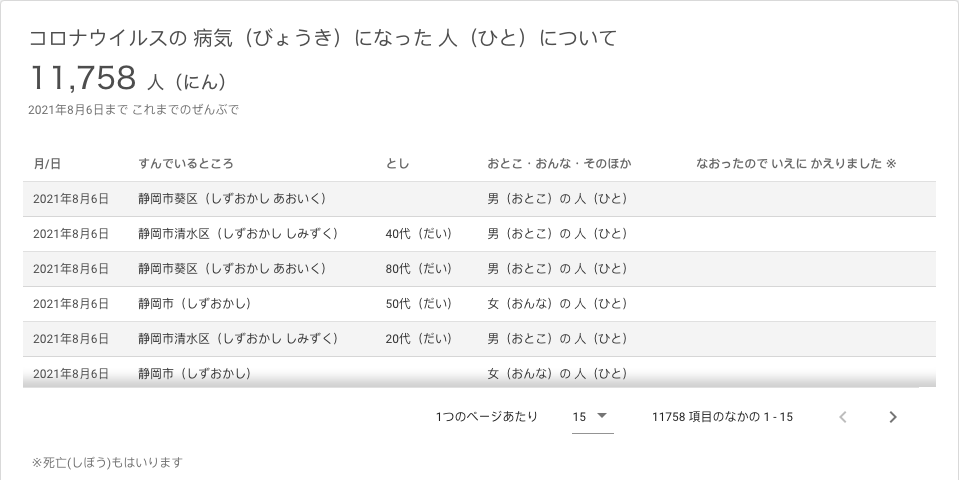 コロナウイルスの 病気（びょうき）になった 人（ひと）について
11,758 人（にん）
2021年8月6日まで これまでのぜんぶで
月/日 すんでいるところ とし おとこ・おんな・そのほか なおったので いえに かえりました ※
2021年8月6日 静岡市葵区（しずおかし あおいく） 男（おとこ）の 人（ひと）
2021年8月6日 静岡市清水区（しずおかし しみずく） 40代（だい） 男（おとこ）の 人（ひと）
2021年8月6日 静岡市葵区（しずおかし あおいく） 80代（だい） 男（おとこ）の 人（ひと）
2021年8月6日 静岡市（しずおかし） 50代（だい） 女（おんな）の 人（ひと）
2021年8月6日 静岡市清水区（しずおかし しみずく） 20代（だい） 男（おとこ）の 人（ひと）
2021年8月6日 静岡市（しずおかし） 女（おんな）の 人（ひと）
1つのページあたり 15 11758 項目のなかの 1 - 15
※死亡(しぼう)もはいります